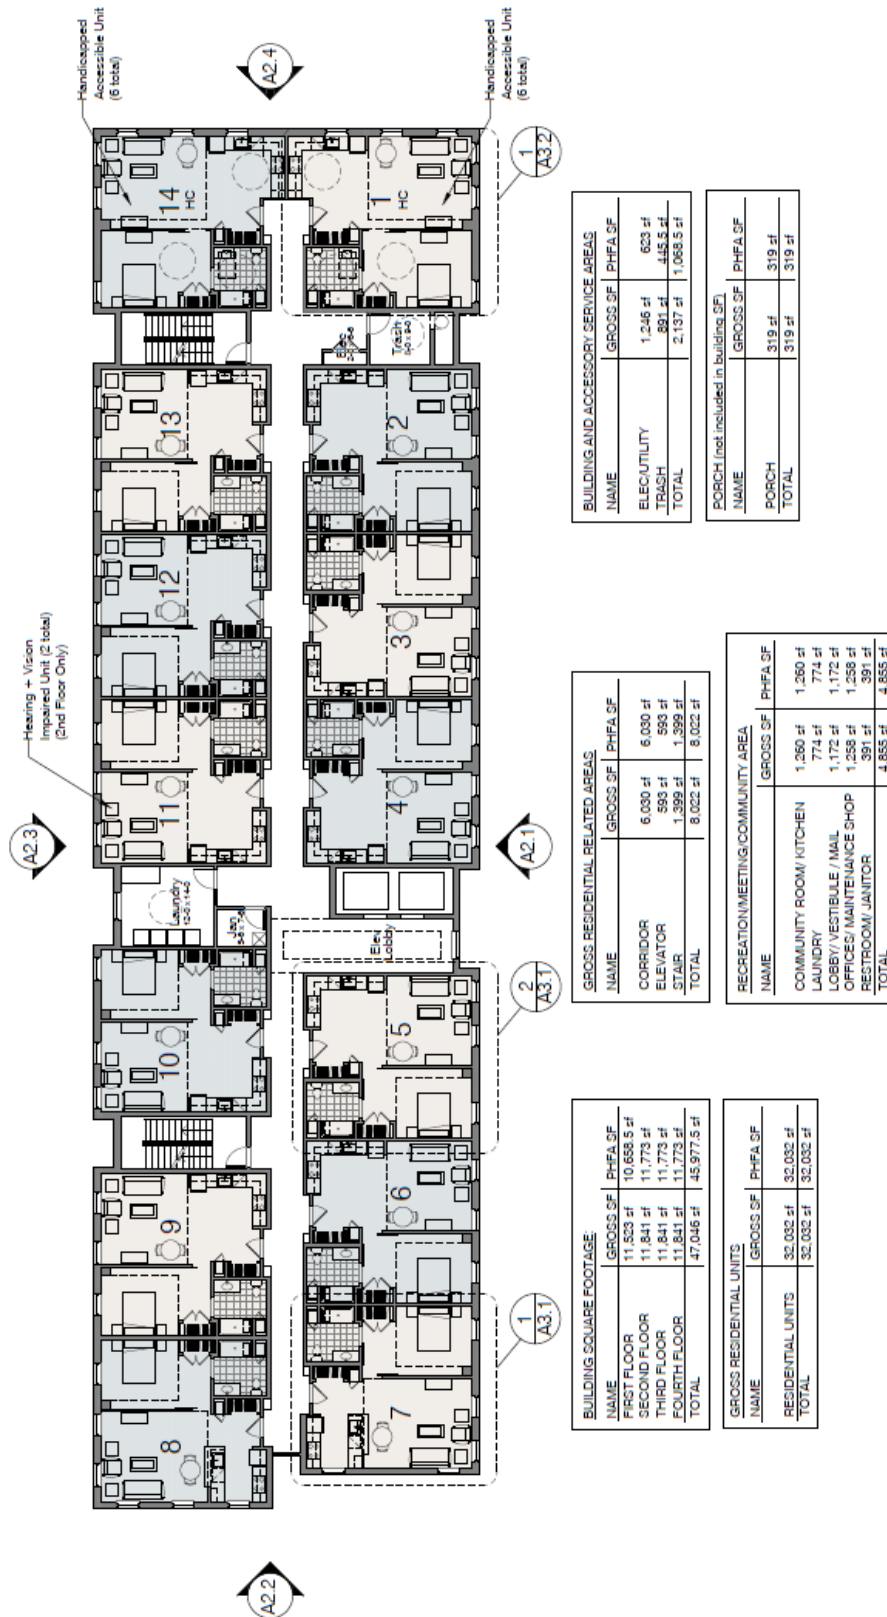 Handicapped
Accessible Unit
(6 total)
Hearing + Vision
Impaired Unit (2 total)
(2nd Floor Only)
A2.4
A2.3
A2.2
A2.1
Handicapped
Accessible Unit
(6 total)
8
9
10
11
12
13
14
HC
Laundry
12-0 x 14-0
Jan.
Elev.
Lobby
Elec.
Trash
7
6
5
4
3
2
1
HC
1
A3.1
2
A3.1
1
A3.2
BUILDING SQUARE FOOTAGE:
NAME GROSS SF PHFA SF
FIRST FLOOR 11,523 sf 10,658.5 sf
SECOND FLOOR 11,841 sf 11,773 sf
THIRD FLOOR 11,841 sf 11,773 sf
FOURTH FLOOR 11,841 sf 11,773 sf
TOTAL 47,046 sf 45,977.5 sf
GROSS RESIDENTIAL UNITS
NAME GROSS SF PHFA SF
RESIDENTIAL UNITS 32,032 sf 32,032 sf
TOTAL 32,032 sf 32,032 sf
GROSS RESIDENTIAL RELATED AREAS
NAME GROSS SF PHFA SF
CORRIDOR 6,030 sf 6,030 sf
ELEVATOR 593 sf 593 sf
STAIR 1,399 sf 1,399 sf
TOTAL 8,022 sf 8,022 sf
RECREATION/MEETING/COMMUNITY AREA
NAME GROSS SF PHFA SF
COMMUNITY ROOM/ KITCHEN 1,260 sf 1,260 sf
LAUNDRY 774 sf 774 sf
LOBBY/ VESTIBULE / MAIL 1,172 sf 1,172 sf
OFFICES/ MAINTENANCE SHOP 1,258 sf 1,258 sf
RESTROOM/ JANITOR 391 sf 391 sf
TOTAL 4,855 sf 4,855 sf
BUILDING AND ACCESSORY SERVICE AREAS
NAME GROSS SF PHFA SF
ELEC/UTILITY 1,246 sf 623 sf
TRASH 891 sf 445.5 sf
TOTAL 2,137 sf 1,068.5 sf
PORCH (not included in building SF)
NAME GROSS SF PHFA SF
PORCH 319 sf 319 sf
TOTAL 319 sf 319 sf